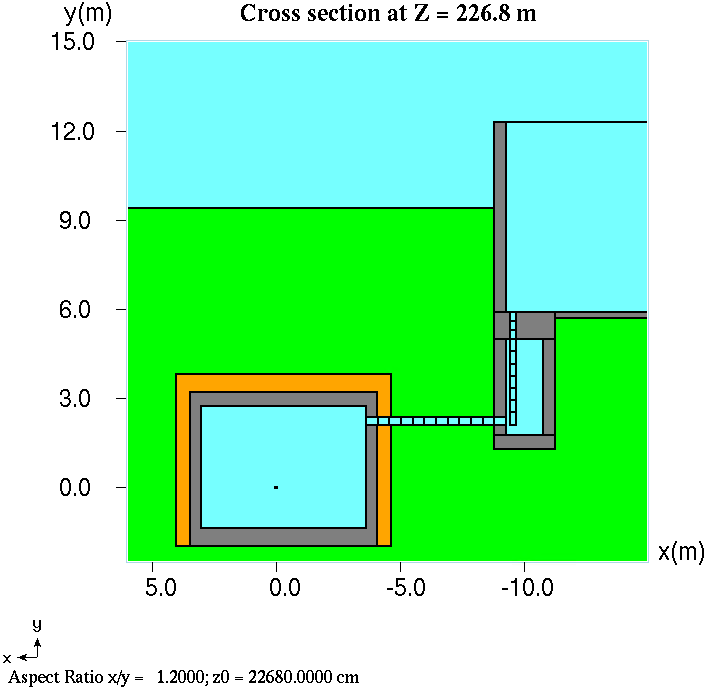 Cross section at Z = 226.8 m
y(m)
15.0
12.0
9.0
6.0
3.0
0.0
5.0 0.0 -5.0 -10.0
x(m)
y
x
Aspect Ratio x/y = 1.2000; z0 = 22680.0000 cm